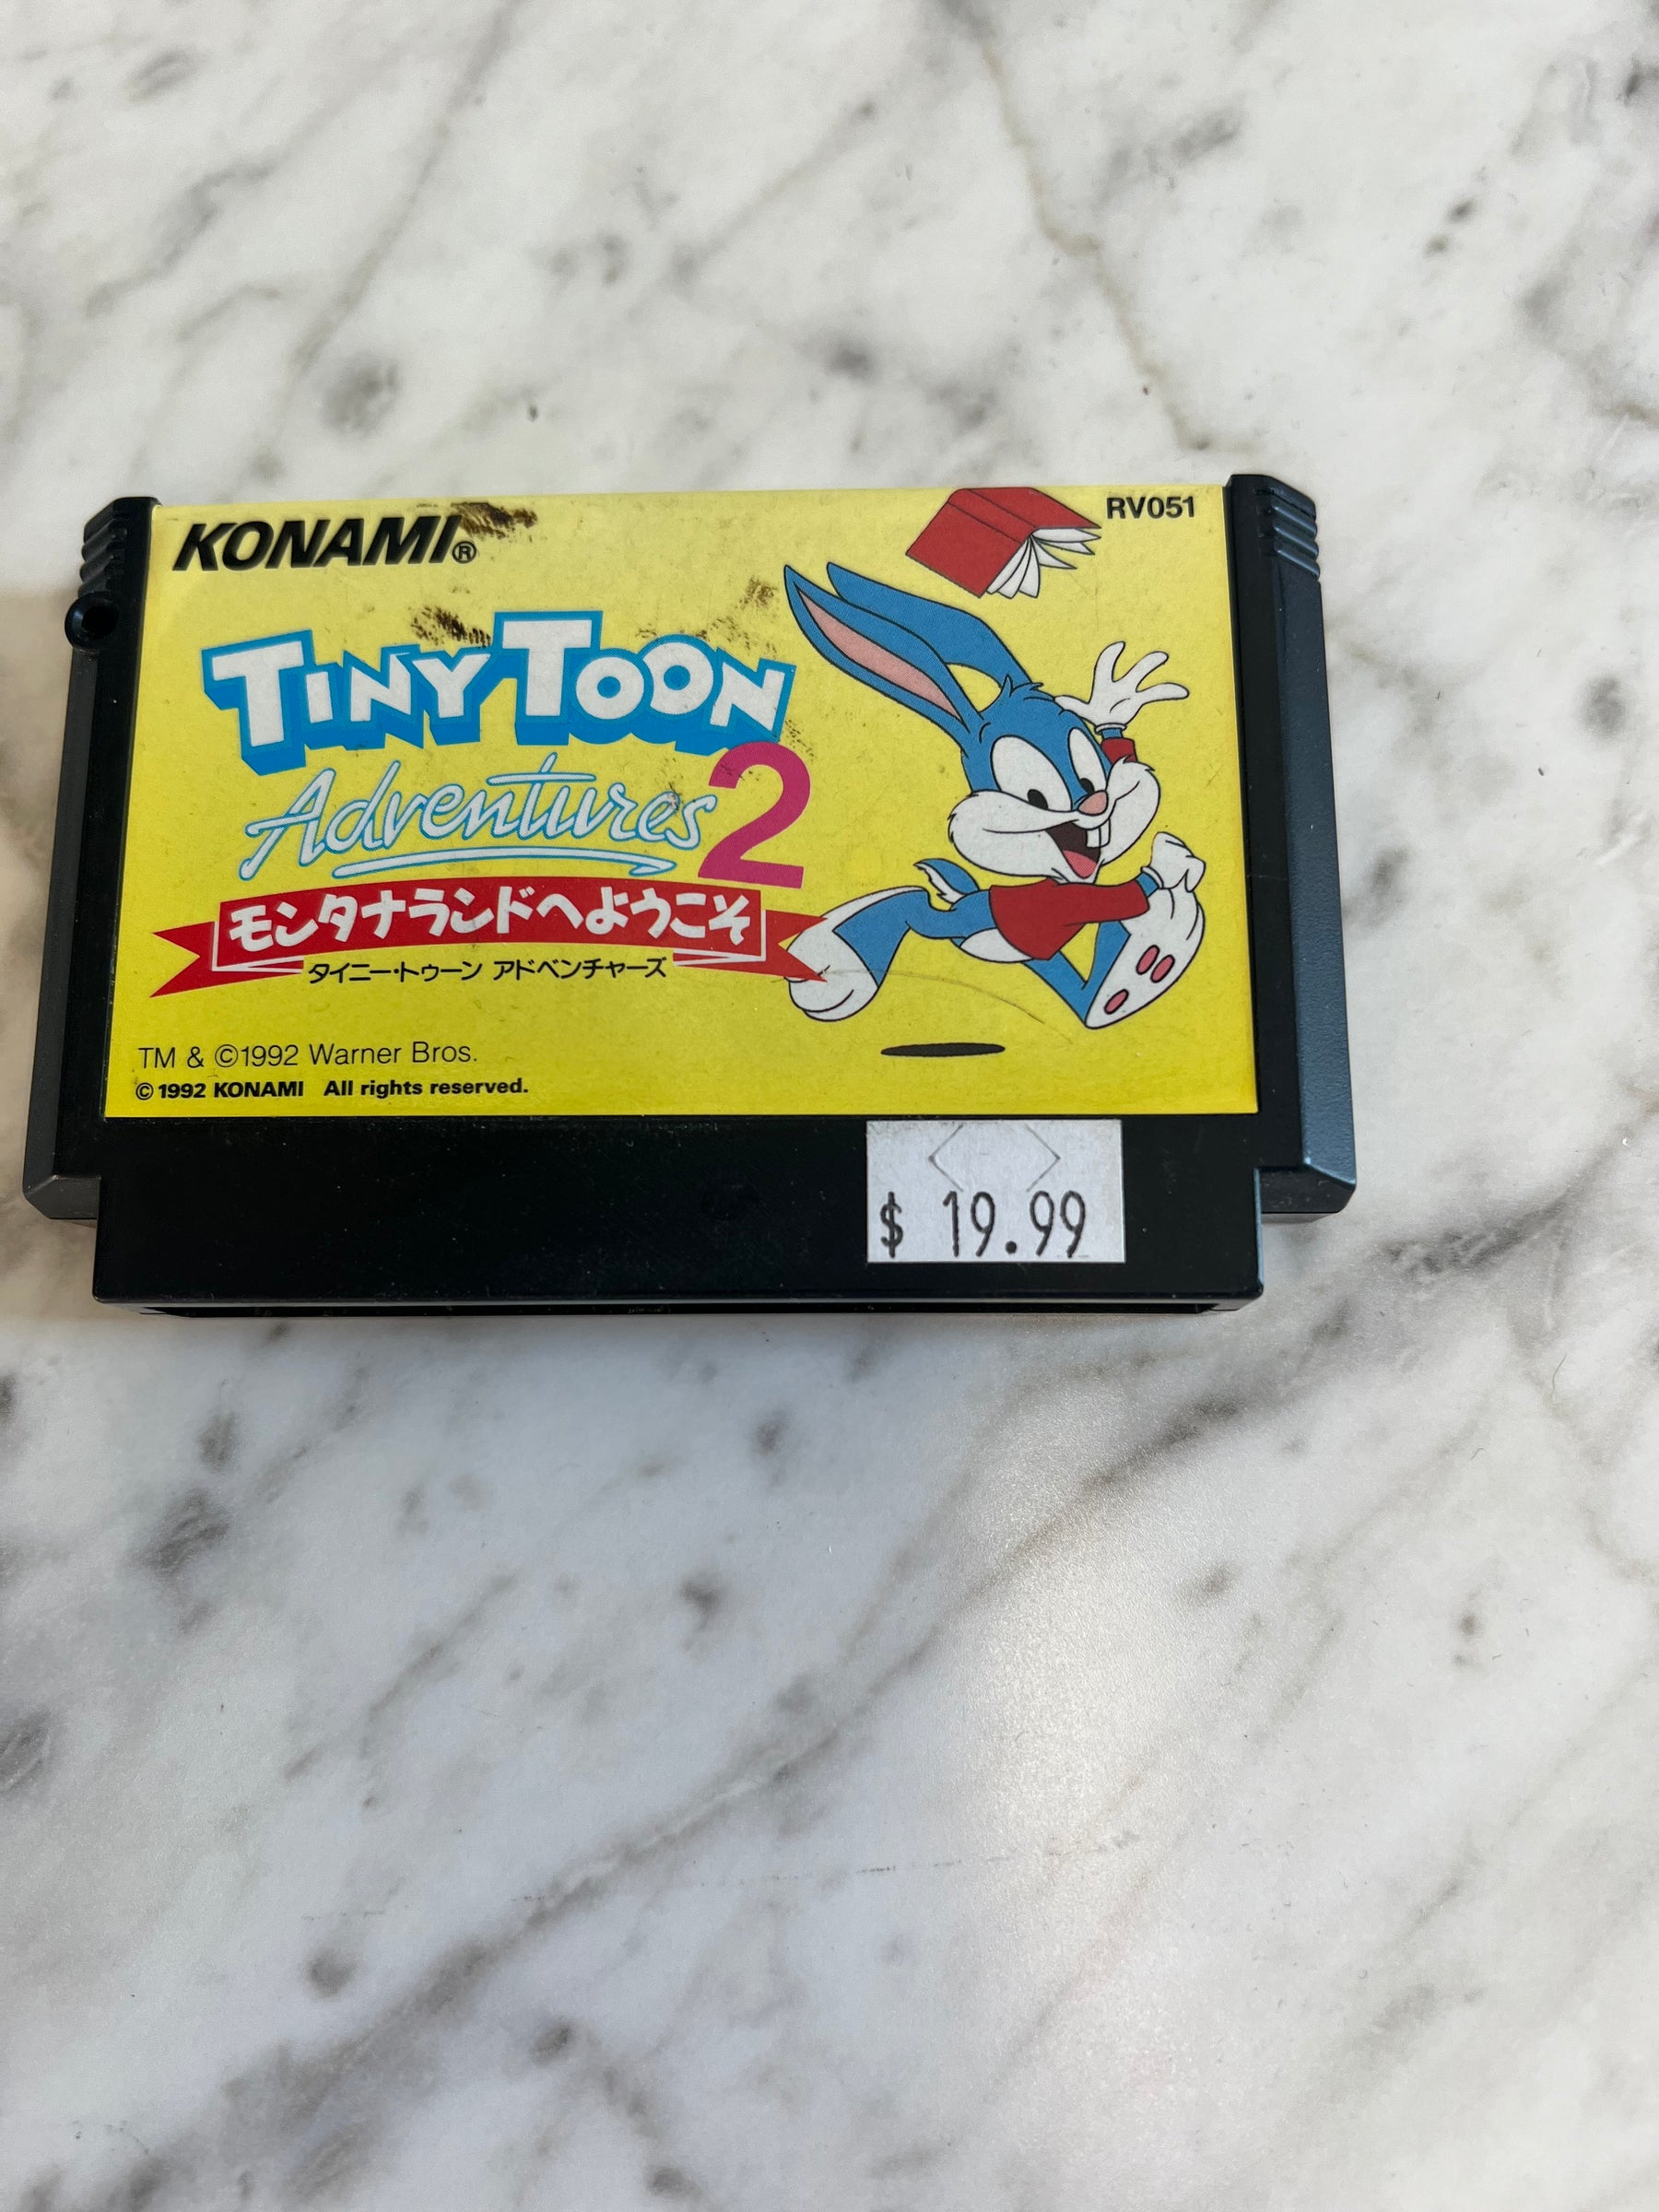 KONAMI®
RV051
TINY TOON
Adventures 2
モンタナランドへようこそ
タイニー・トゥーン アドベンチャーズ
TM & ©1992 Warner Bros.
©1992 KONAMI All rights reserved.
$ 19.99